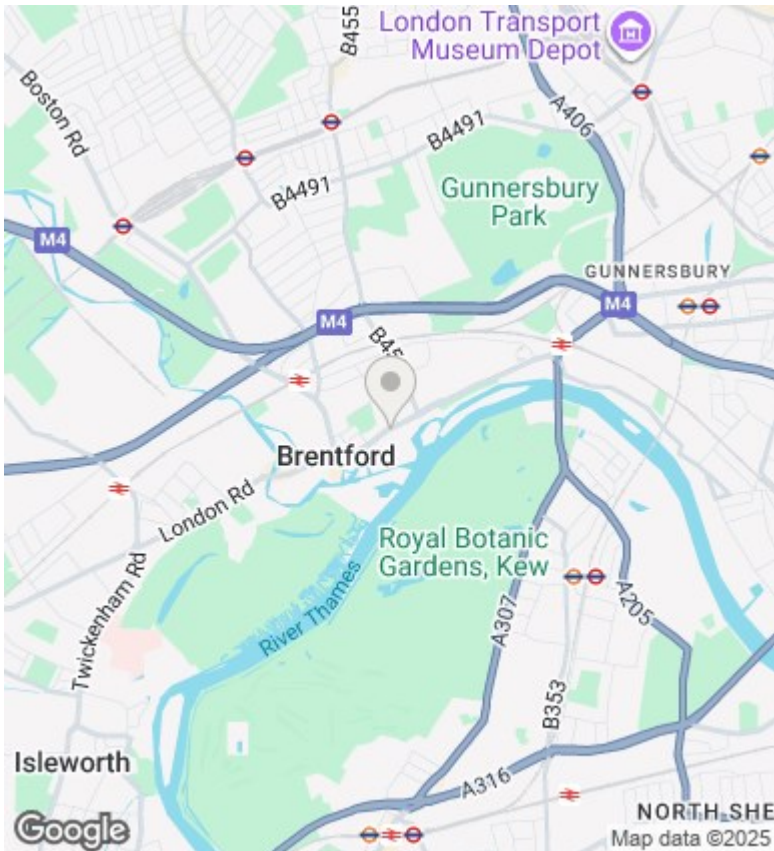 London Transport
Museum Depot
B455
Boston Rd
A406
B4491
B4491
Gunnersbury
Park
M4
GUNNERSBURY
M4
M4
B45
Brentford
London Rd
Royal Botanic
Gardens, Kew
River Thames
Twickenham Rd
A307
A205
B353
Isleworth
A316
NORTH SHE
Google
Map data ©2025